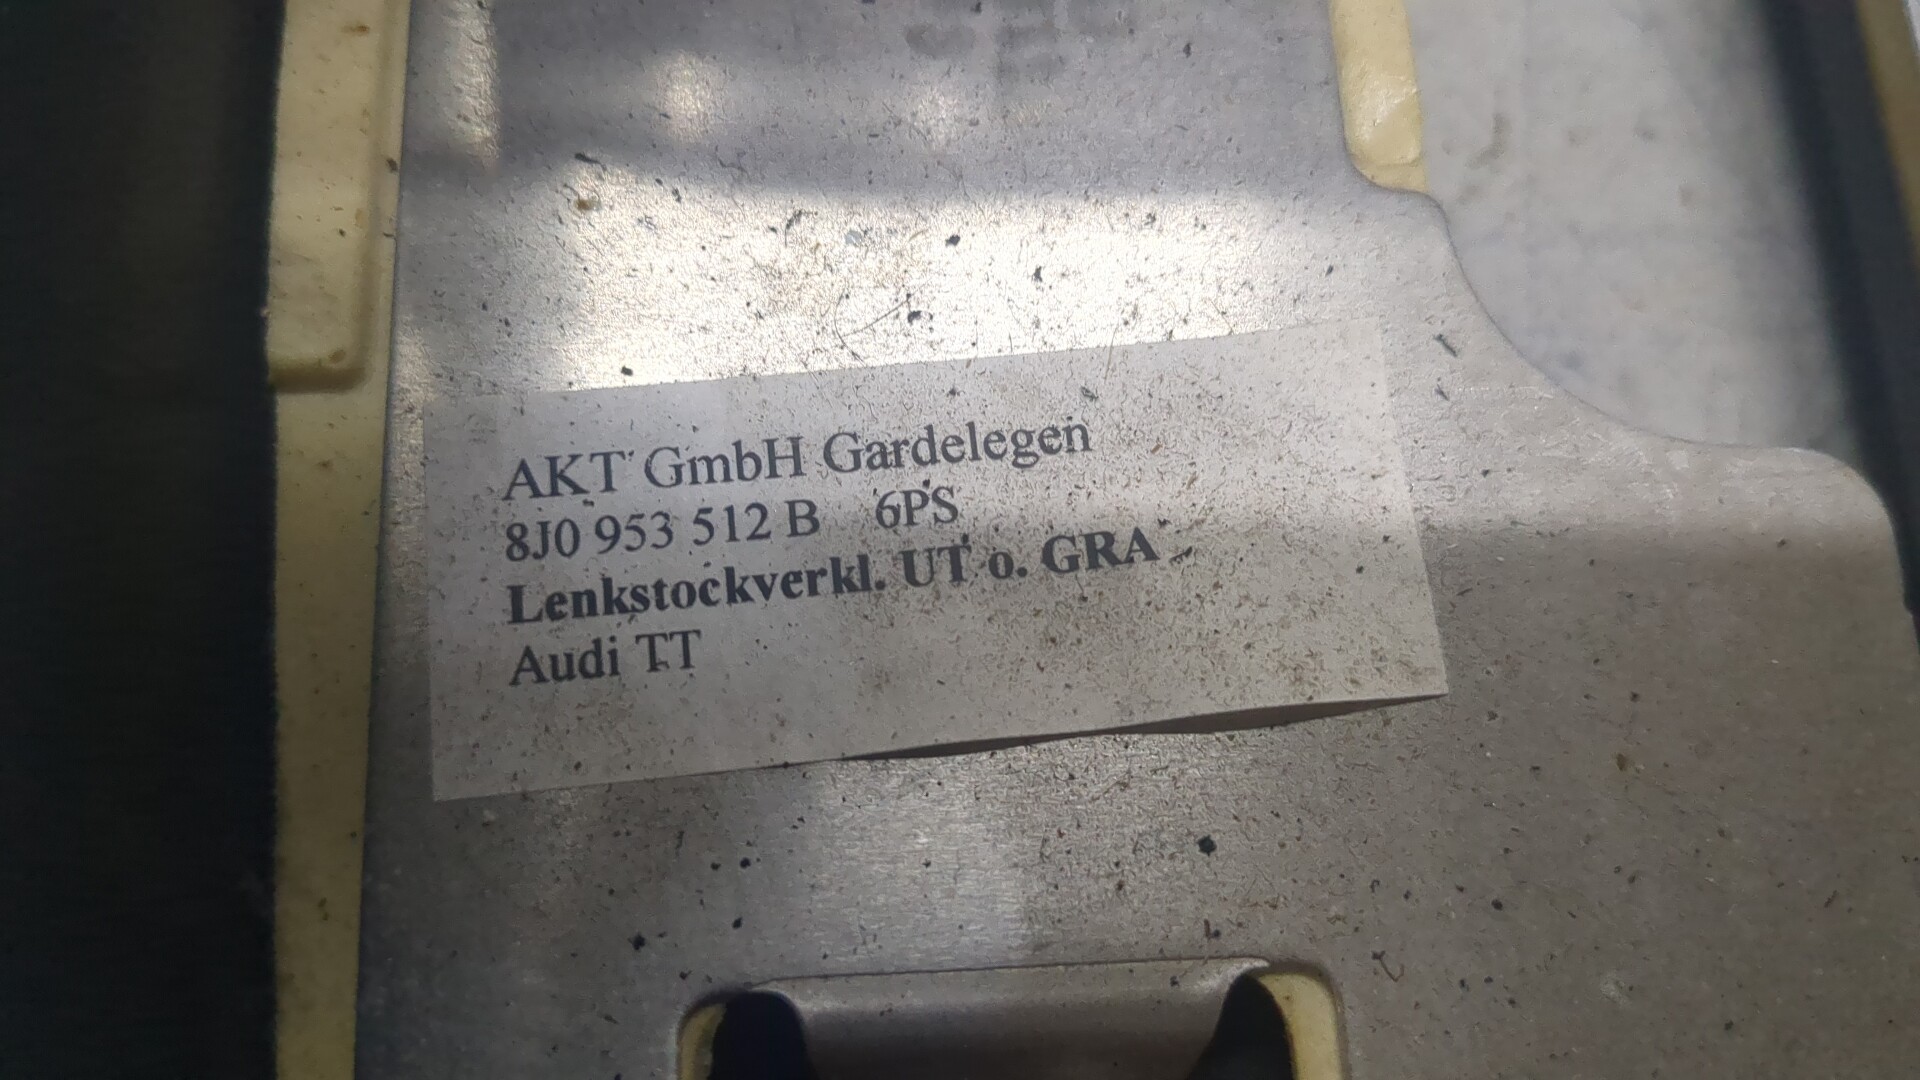 AKT GmbH Gardelegen
8J0 953 512 B 6PS
Lenkstockverkl. UT o. GRA
Audi TT